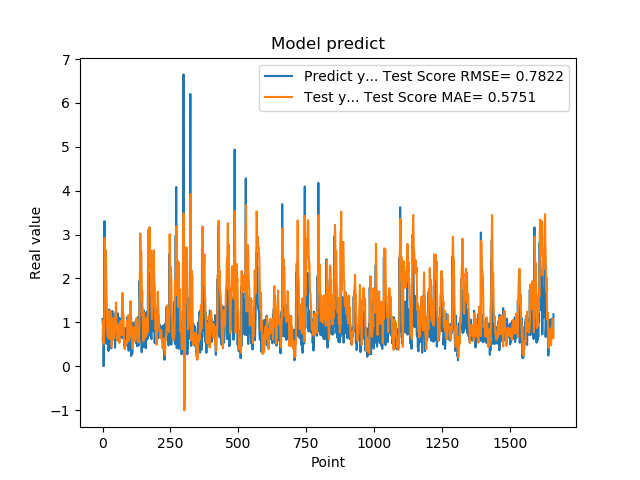 Model predict
Predict y... Test Score RMSE= 0.7822
Test y... Test Score MAE= 0.5751
Real value
7
6
5
4
3
2
1
0
−1
0 250 500 750 1000 1250 1500
Point